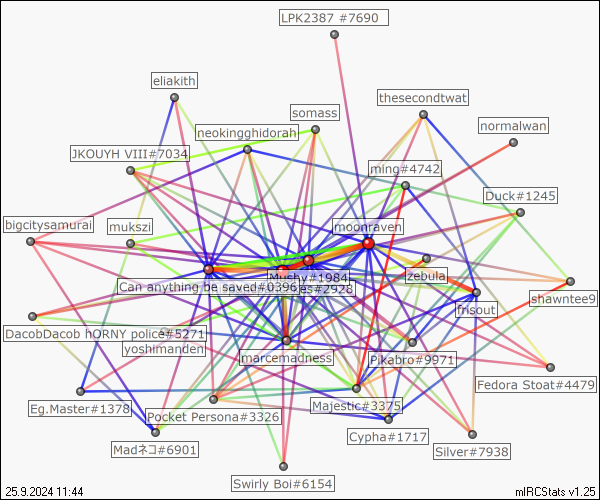 LPK2387 #7690
eliakith
thesecondtwat
somass
normalwan
neokingghidorah
JKOUYH VIII#7034
ming#4742
Duck#1245
bigcitysamurai
mukszi
moonraven
Mushy#1984
zebula
Can anything be saved#0396
es#2928
shawntee9
frisout
DacobDacob hORNY police#5271
yoshimanden
marcemadness
Pikabro#9971
Fedora Stoat#4479
Eg.Master#1378
Majestic#3375
Pocket Persona#3326
Cypha#1717
Madネコ#6901
Silver#7938
Swirly Boi#6154
25.9.2024 11:44
mIRCStats v1.25